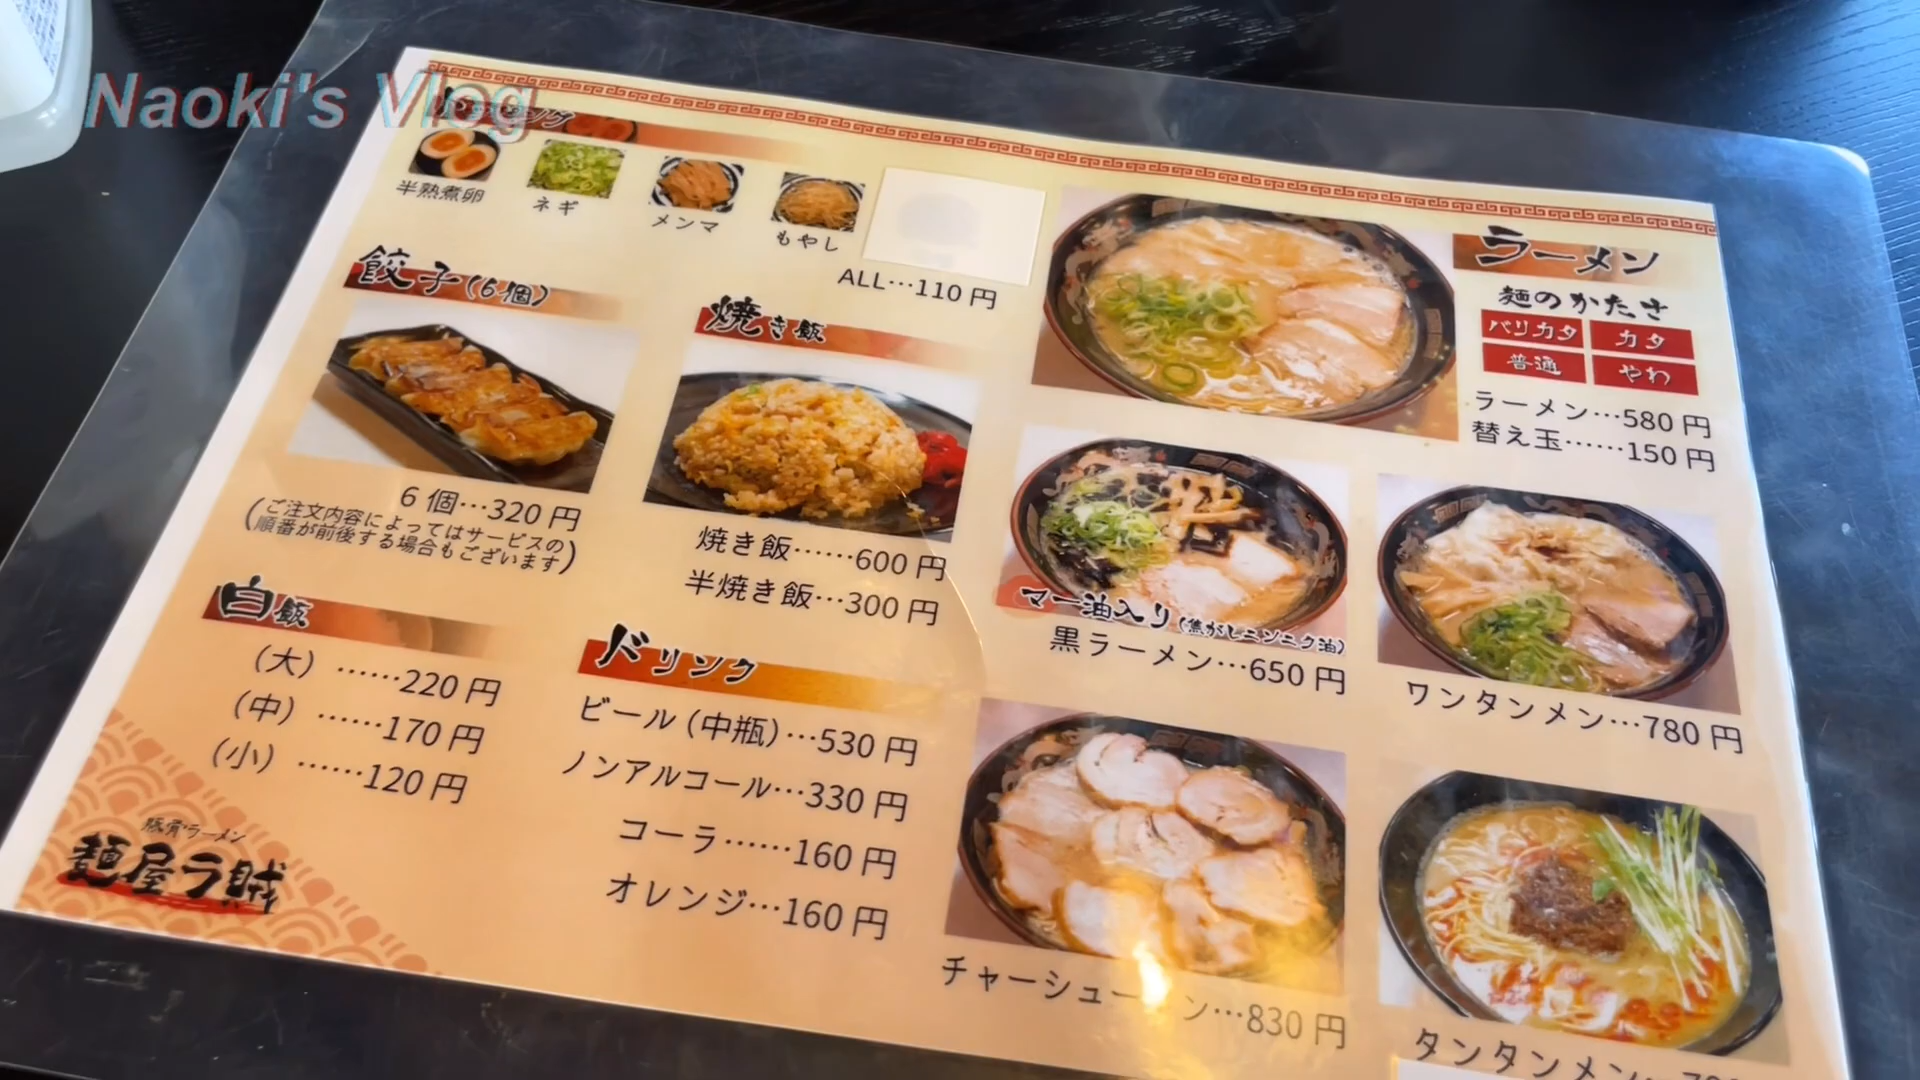 Naoki's Vlog
半熟煮卵
ネギ
メンマ
もやし
ALL…110円
餃子(6個)
6個…320円
(ご注文内容によってはサービスの
順番が前後する場合もございます)
焼き飯
焼き飯……600円
半焼き飯…300円
白飯
(大)……220円
(中)……170円
(小)……120円
ドリンク
ビール(中瓶)…530円
ノンアルコール…330円
コーラ……160円
オレンジ…160円
豚骨ラーメン
麺屋ラ賊
ラーメン
麺のかたさ
バリカタ
カタ
普通
やわ
ラーメン…580円
替え玉……150円
マー油入り(焦がしニンニク油)
黒ラーメン…650円
ワンタンメン…780円
チャーシュー
ン…830円
タンタンメン…